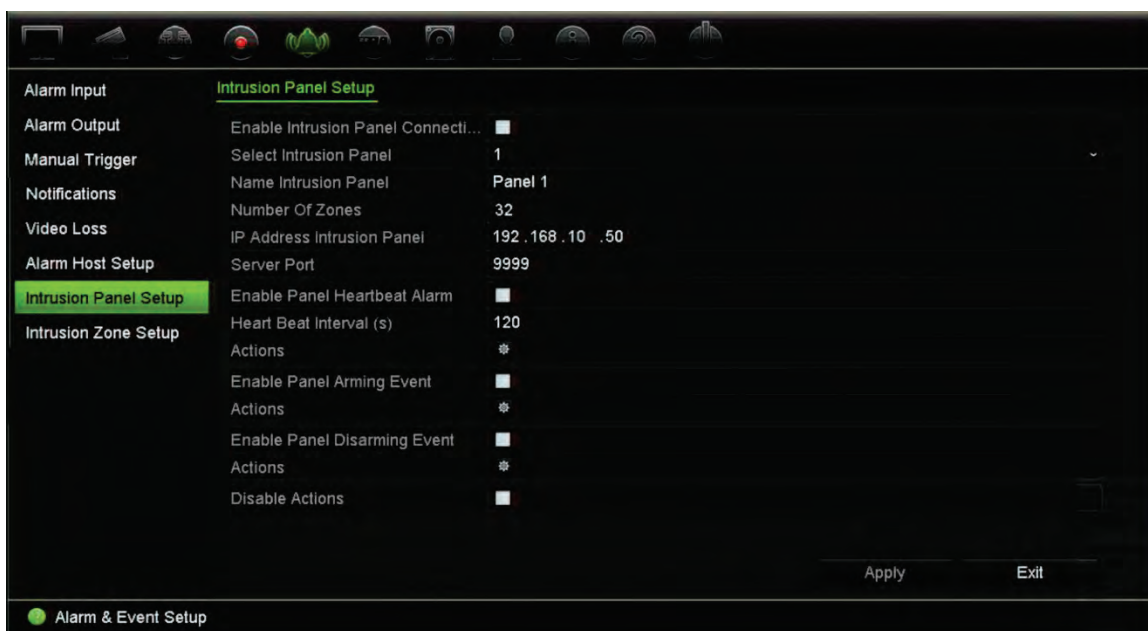 Alarm Input
Alarm Output
Manual Trigger
Notifications
Video Loss
Alarm Host Setup
Intrusion Panel Setup
Intrusion Zone Setup
Intrusion Panel Setup
Enable Intrusion Panel Connecti...
Select Intrusion Panel 1
Name Intrusion Panel Panel 1
Number Of Zones 32
IP Address Intrusion Panel 192 .168 .10 .50
Server Port 9999
Enable Panel Heartbeat Alarm
Heart Beat Interval (s) 120
Actions
Enable Panel Arming Event
Actions
Enable Panel Disarming Event
Actions
Disable Actions
Apply Exit
Alarm & Event Setup